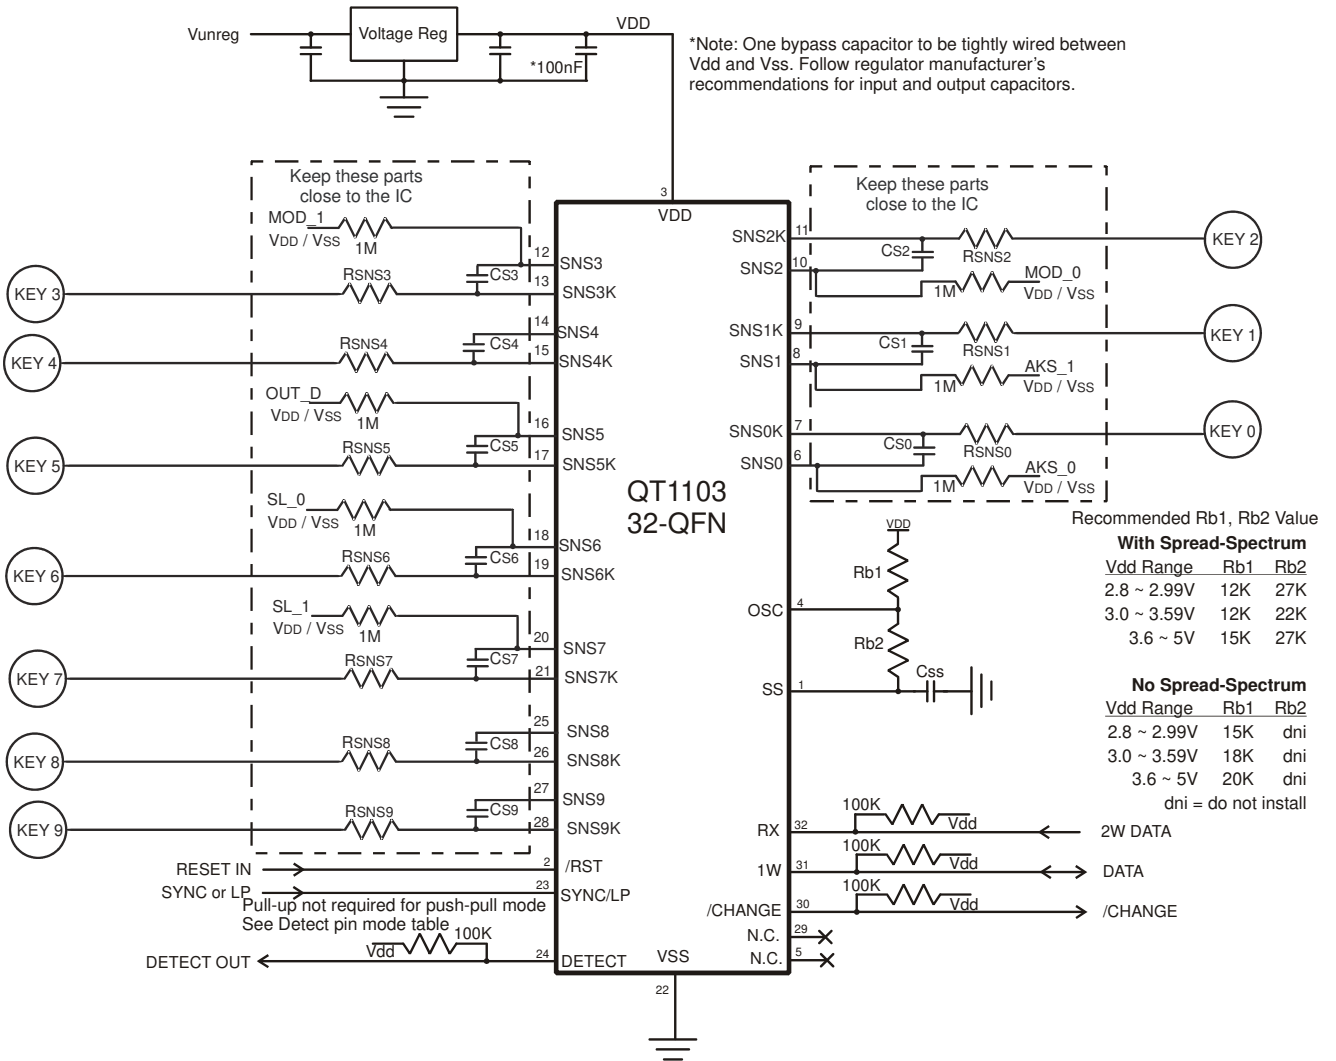 Vunreg
Voltage Reg
VDD
*100nF
*Note: One bypass capacitor to be tightly wired between
Vdd and Vss. Follow regulator manufacturer's
recommendations for input and output capacitors.
Keep these parts
close to the IC
MOD_1
VDD / VSS
1M
12
SNS3
CS3
KEY 3
RSNS3
13
SNS3K
14
SNS4
CS4
KEY 4
RSNS4
15
SNS4K
OUT_D
VDD / VSS
1M
16
SNS5
CS5
KEY 5
RSNS5
17
SNS5K
SL_0
VDD / VSS
1M
18
SNS6
CS6
KEY 6
RSNS6
19
SNS6K
SL_1
VDD / VSS
1M
20
SNS7
CS7
KEY 7
RSNS7
21
SNS7K
25
SNS8
CS8
KEY 8
RSNS8
26
SNS8K
27
SNS9
CS9
KEY 9
RSNS9
28
SNS9K
RESET IN
2
/RST
SYNC or LP
23
SYNC/LP
Pull-up not required for push-pull mode
See Detect pin mode table
Vdd
100K
DETECT OUT
24
DETECT
3
VDD
QT1103
32-QFN
VSS
22
Keep these parts
close to the IC
SNS2K
11
CS2
RSNS2
KEY 2
SNS2
10
1M
MOD_0
VDD / VSS
SNS1K
9
CS1
RSNS1
KEY 1
SNS1
8
1M
AKS_1
VDD / VSS
SNS0K
7
CS0
RSNS0
KEY 0
SNS0
6
1M
AKS_0
VDD / VSS
VDD
Rb1
OSC
4
Rb2
Css
SS
1
Recommended Rb1, Rb2 Value
With Spread-Spectrum
Vdd Range Rb1 Rb2
2.8 ~ 2.99V 12K 27K
3.0 ~ 3.59V 12K 22K
3.6 ~ 5V 15K 27K
No Spread-Spectrum
Vdd Range Rb1 Rb2
2.8 ~ 2.99V 15K dni
3.0 ~ 3.59V 18K dni
3.6 ~ 5V 20K dni
dni = do not install
100K
Vdd
RX
32
2W DATA
100K
Vdd
1W
31
DATA
100K
Vdd
/CHANGE
30
/CHANGE
N.C.
29
N.C.
5